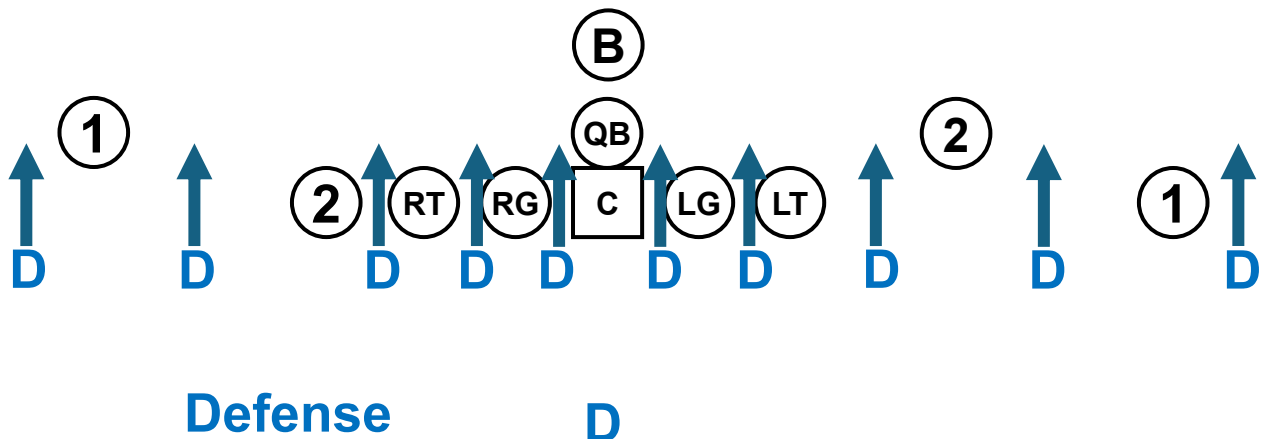 B
1 QB 2
2 RT RG C LG LT 1
D D D D D D D D D D
Defense D